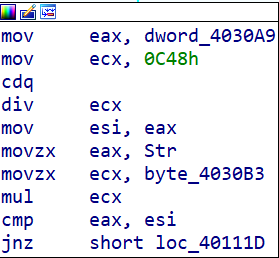 mov     eax, dword_4030A9
mov     ecx, 0C48h
cdq
div     ecx
mov     esi, eax
movzx   eax, Str
movzx   ecx, byte_4030B3
mul     ecx
cmp     eax, esi
jnz     short loc_40111D